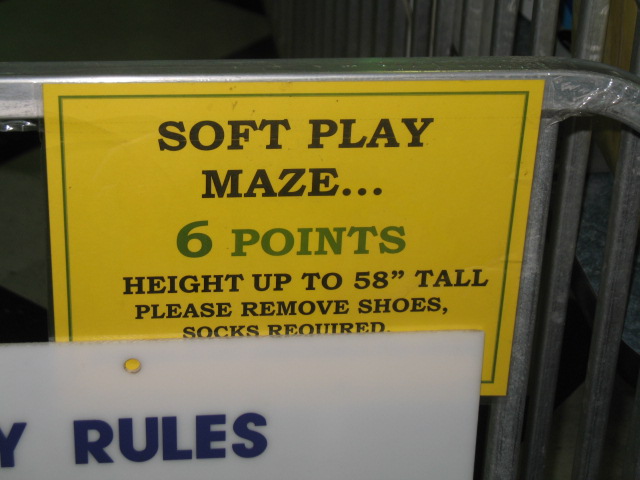 SOFT PLAY
MAZE...
6 POINTS
HEIGHT UP TO 58” TALL
PLEASE REMOVE SHOES,
SOCKS REQUIRED.
Y RULES